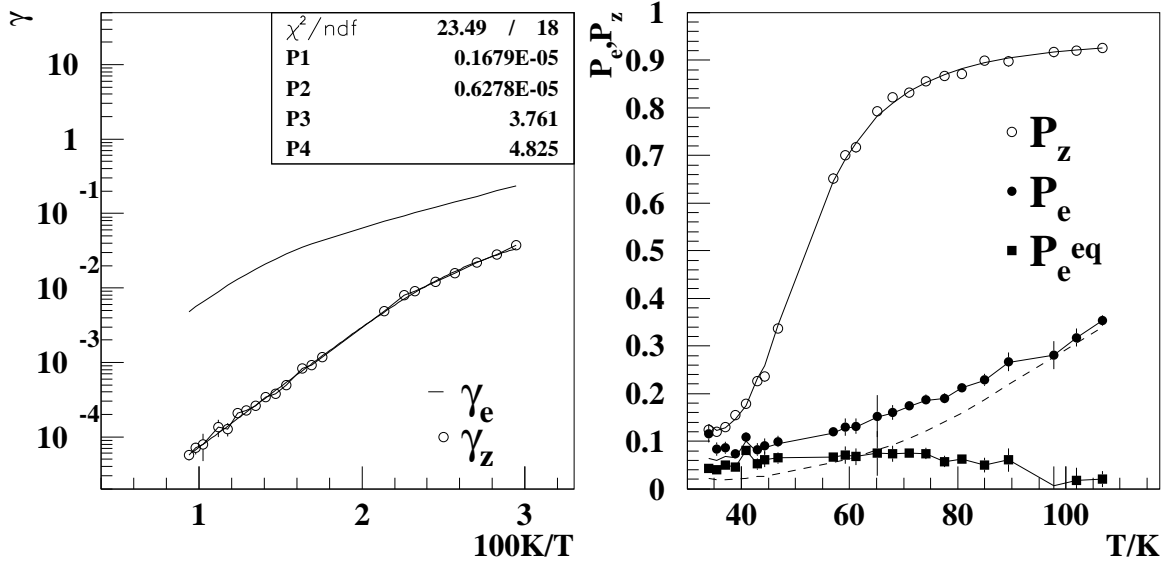 γ
χ²/ndf 23.49 / 18
P1 0.1679E-05
P2 0.6278E-05
P3 3.761
P4 4.825
10
1
10 -1
10 -2
10 -3
10 -4
— γe
○ γz
1 2 3
100K/T
Pe,Pz
1
0.9
0.8
0.7
0.6
0.5
0.4
0.3
0.2
0.1
0
Pz
Pe
Pe eq
40 60 80 100
T/K